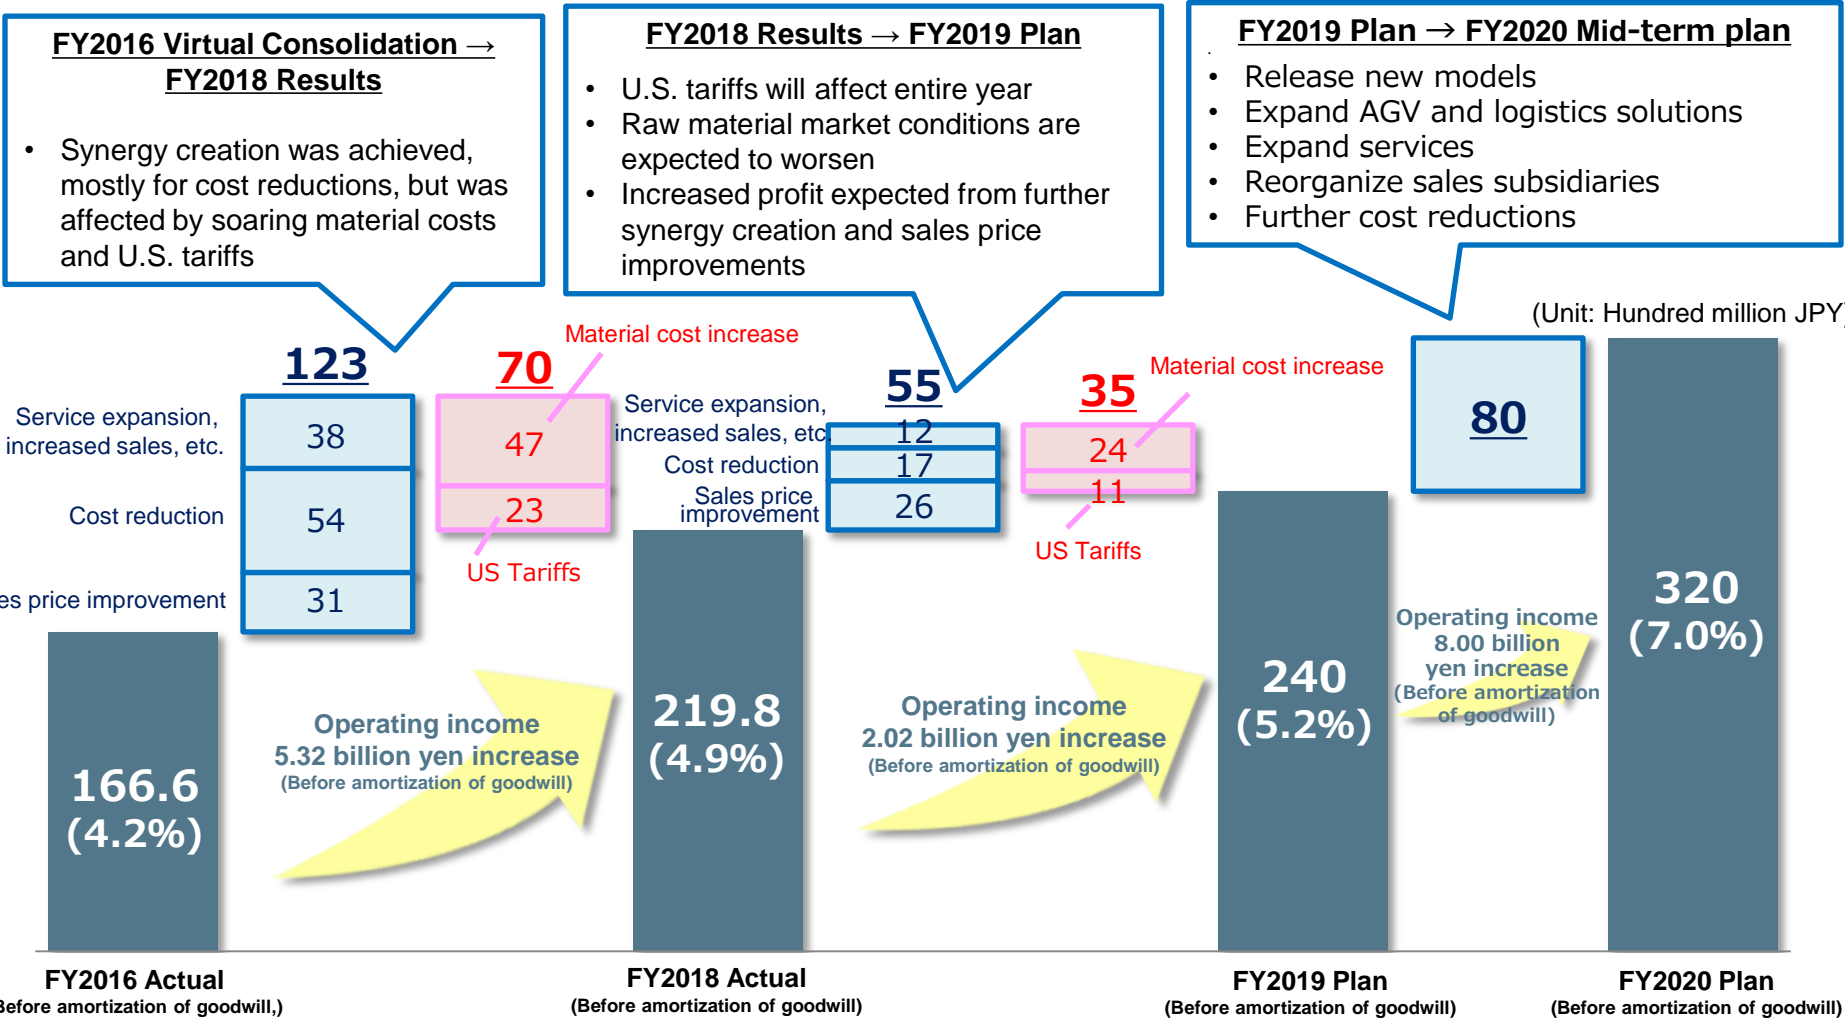 FY2016 Virtual Consolidation →
FY2018 Results
• Synergy creation was achieved,
mostly for cost reductions, but was
affected by soaring material costs
and U.S. tariffs
FY2018 Results → FY2019 Plan
• U.S. tariffs will affect entire year
• Raw material market conditions are
expected to worsen
• Increased profit expected from further
synergy creation and sales price
improvements
FY2019 Plan → FY2020 Mid-term plan
• Release new models
• Expand AGV and logistics solutions
• Expand services
• Reorganize sales subsidiaries
• Further cost reductions
(Unit: Hundred million JPY)
123
Service expansion,
increased sales, etc.
38
Cost reduction
54
es price improvement
31
70
Material cost increase
47
23
US Tariffs
55
Service expansion,
increased sales, etc.
12
Cost reduction
17
Sales price
improvement
26
35
Material cost increase
24
11
US Tariffs
80
166.6
(4.2%)
Operating income
5.32 billion yen increase
(Before amortization of goodwill)
219.8
(4.9%)
Operating income
2.02 billion yen increase
(Before amortization of goodwill)
240
(5.2%)
Operating income
8.00 billion
yen increase
(Before amortization
of goodwill)
320
(7.0%)
FY2016 Actual
Before amortization of goodwill,)
FY2018 Actual
(Before amortization of goodwill)
FY2019 Plan
(Before amortization of goodwill)
FY2020 Plan
(Before amortization of goodwill)